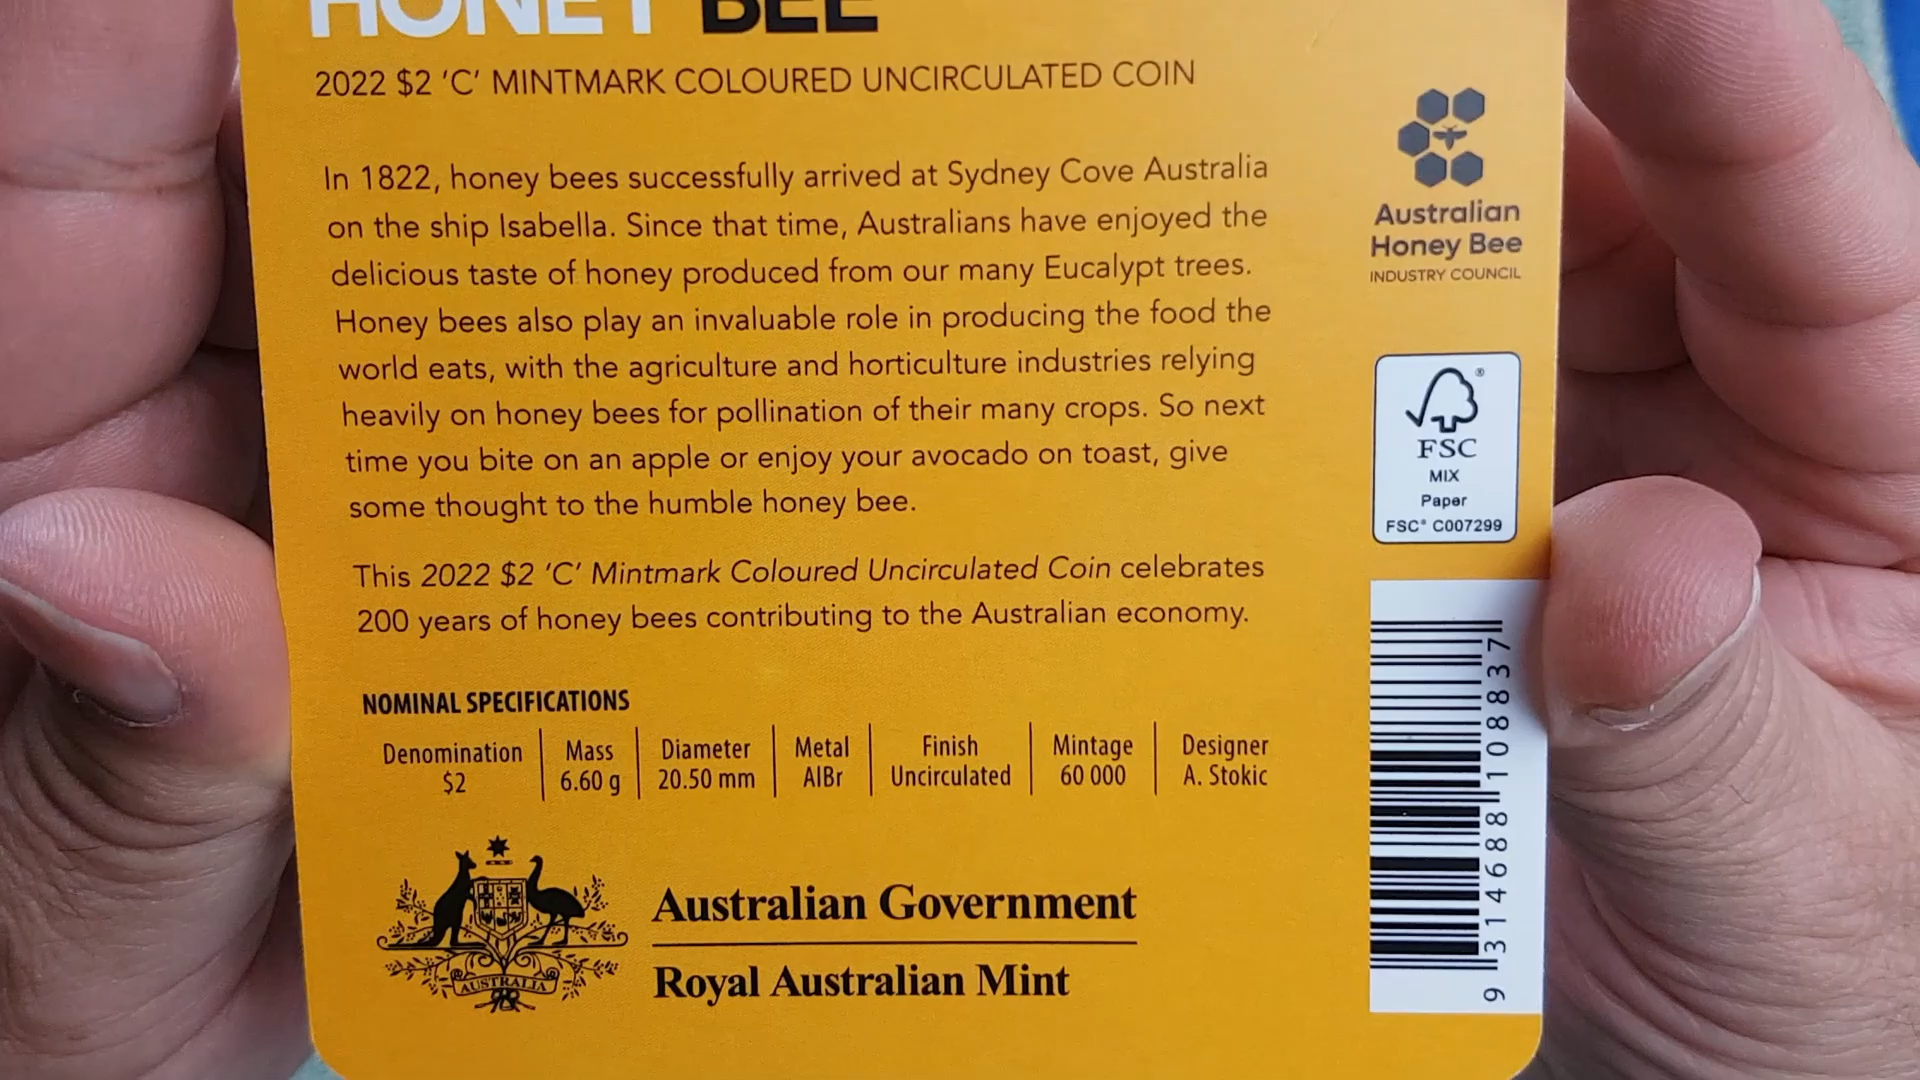 HONEY BEE
2022 $2 'C' MINTMARK COLOURED UNCIRCULATED COIN
In 1822, honey bees successfully arrived at Sydney Cove Australia
on the ship Isabella. Since that time, Australians have enjoyed the
delicious taste of honey produced from our many Eucalypt trees.
Honey bees also play an invaluable role in producing the food the
world eats, with the agriculture and horticulture industries relying
heavily on honey bees for pollination of their many crops. So next
time you bite on an apple or enjoy your avocado on toast, give
some thought to the humble honey bee.
This 2022 $2 'C' Mintmark Coloured Uncirculated Coin celebrates
200 years of honey bees contributing to the Australian economy.
NOMINAL SPECIFICATIONS
Denomination Mass Diameter Metal Finish Mintage Designer
$2 6.60 g 20.50 mm AlBr Uncirculated 60 000 A. Stokic
AUSTRALIA
Australian Government
Royal Australian Mint
Australian
Honey Bee
INDUSTRY COUNCIL
FSC
MIX
Paper
FSC® C007299
9 314688 108837